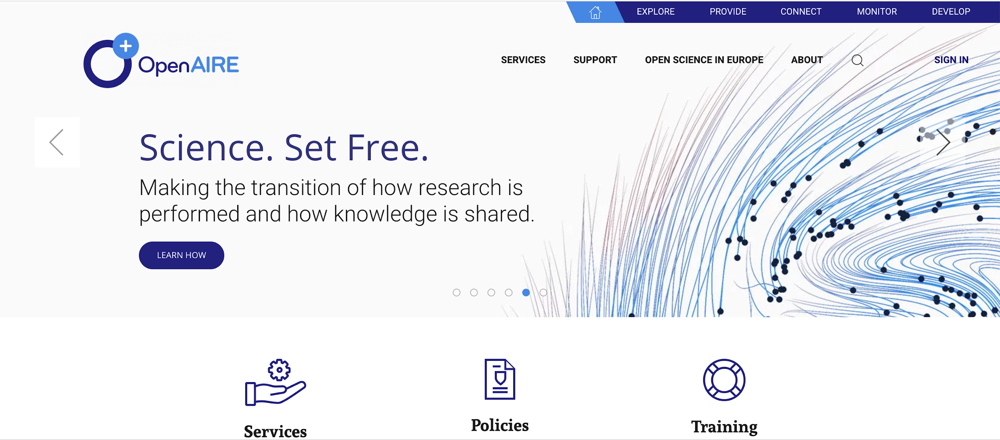 EXPLORE PROVIDE CONNECT MONITOR DEVELOP
OpenAIRE
SERVICES SUPPORT OPEN SCIENCE IN EUROPE ABOUT SIGN IN
Science. Set Free.
Making the transition of how research is
performed and how knowledge is shared.
LEARN HOW
Services Policies Training